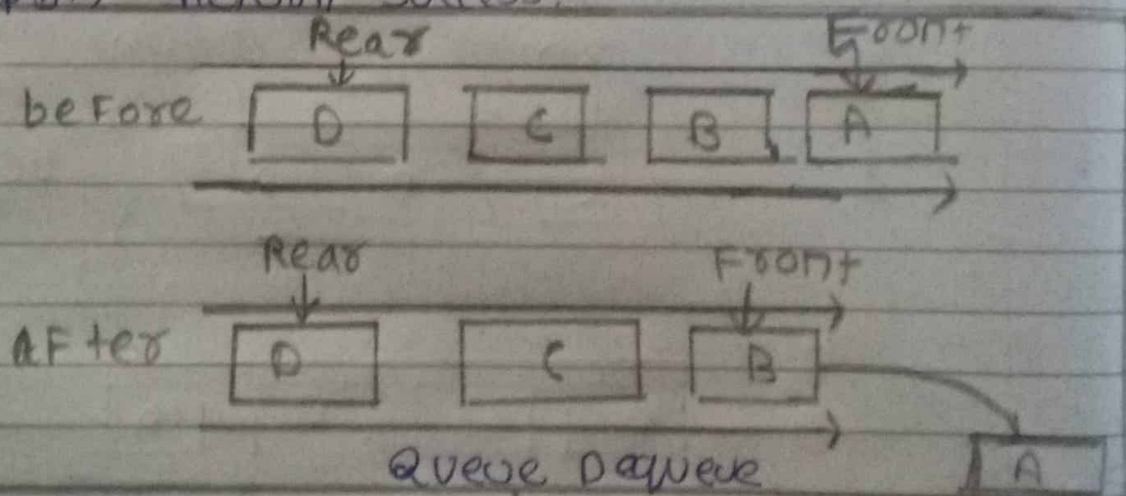 Rear Front
before D C B A
Rear Front
After D C B
A
Queue Dequeue